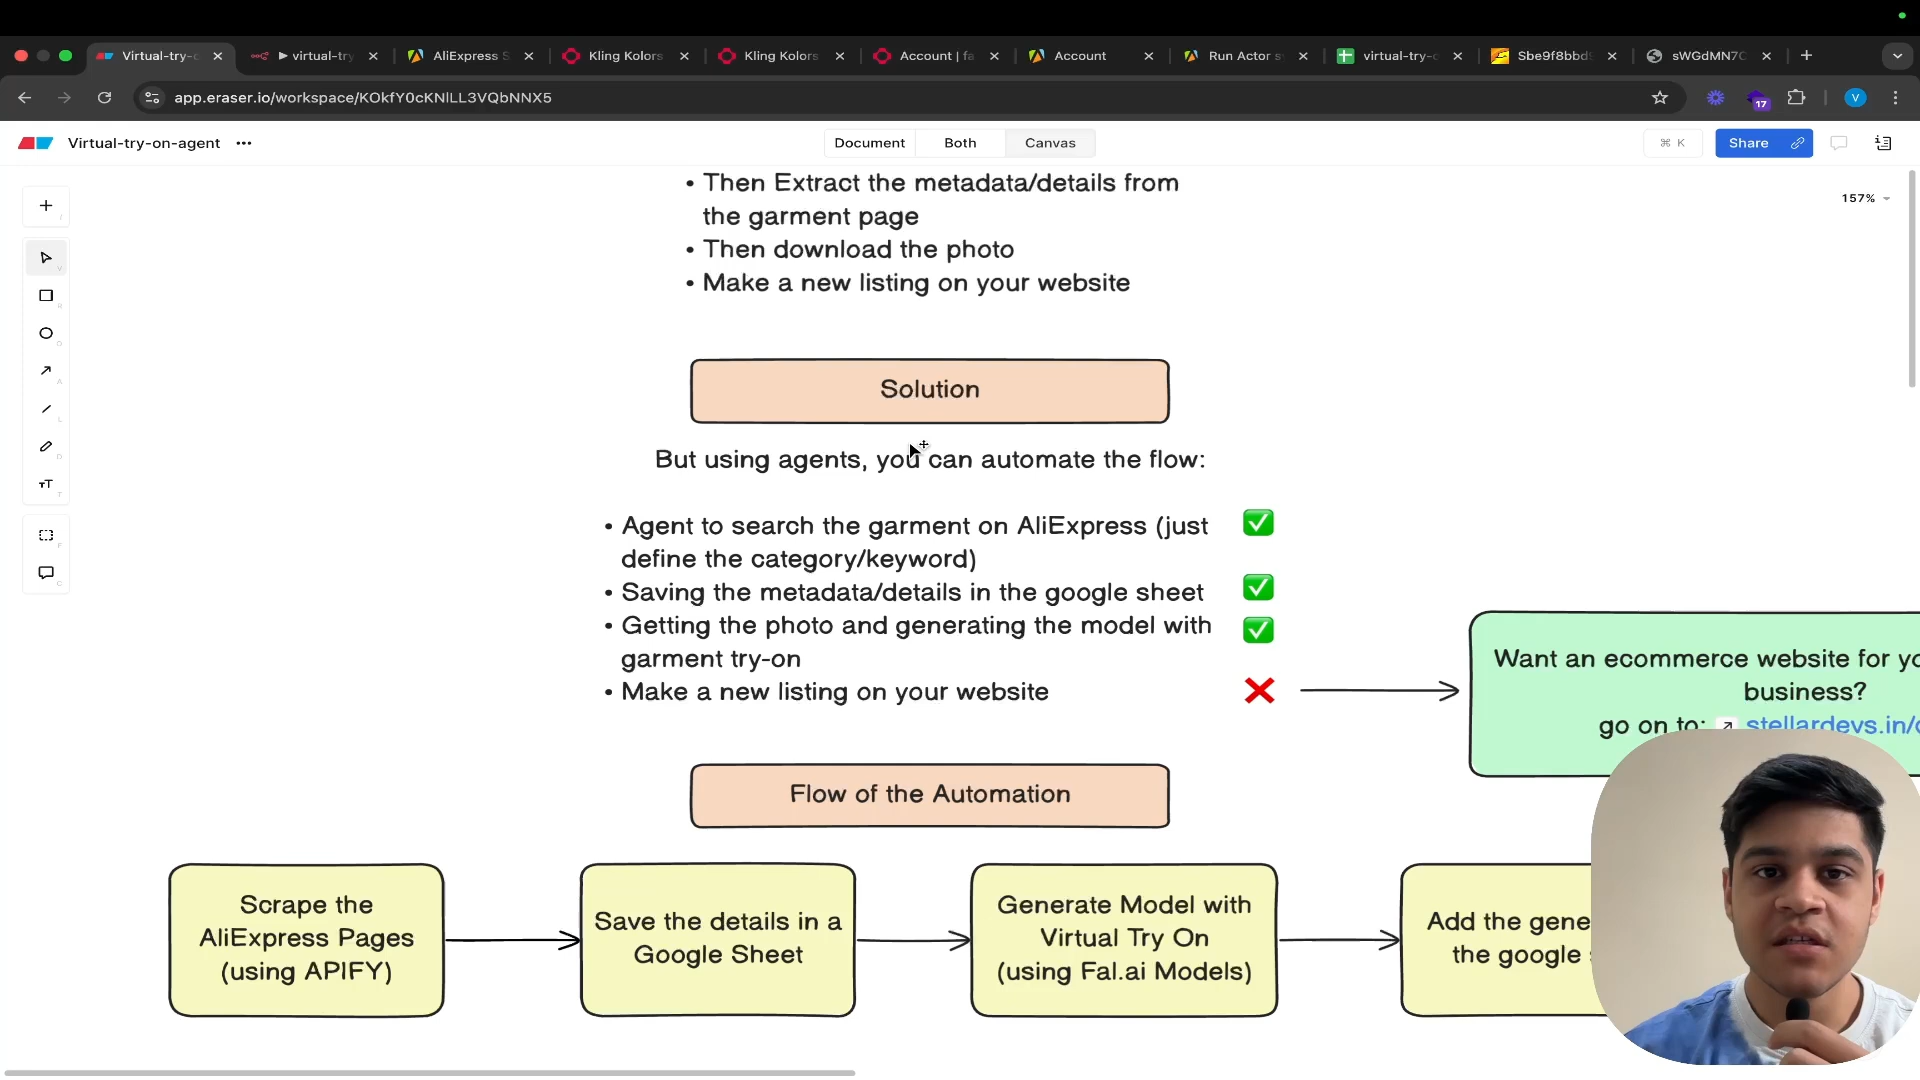 Virtual-try-o
virtual-try
AliExpress S
Kling Kolors
Kling Kolors
Account | fa
Account
Run Actor s
virtual-try-o
Sbe9f8bbd
sWGdMN7C
app.eraser.io/workspace/KOkfY0cKNlLL3VQbNNX5
17
V
Virtual-try-on-agent
Document
Both
Canvas
⌘ K
Share
157%
• Then Extract the metadata/details from
the garment page
• Then download the photo
• Make a new listing on your website
Solution
But using agents, you can automate the flow:
• Agent to search the garment on AliExpress (just
define the category/keyword)
• Saving the metadata/details in the google sheet
• Getting the photo and generating the model with
garment try-on
• Make a new listing on your website
Want an ecommerce website for yo
business?
go on to: stellardevs.in/
Flow of the Automation
Scrape the
AliExpress Pages
(using APIFY)
Save the details in a
Google Sheet
Generate Model with
Virtual Try On
(using Fal.ai Models)
Add the gene
the google